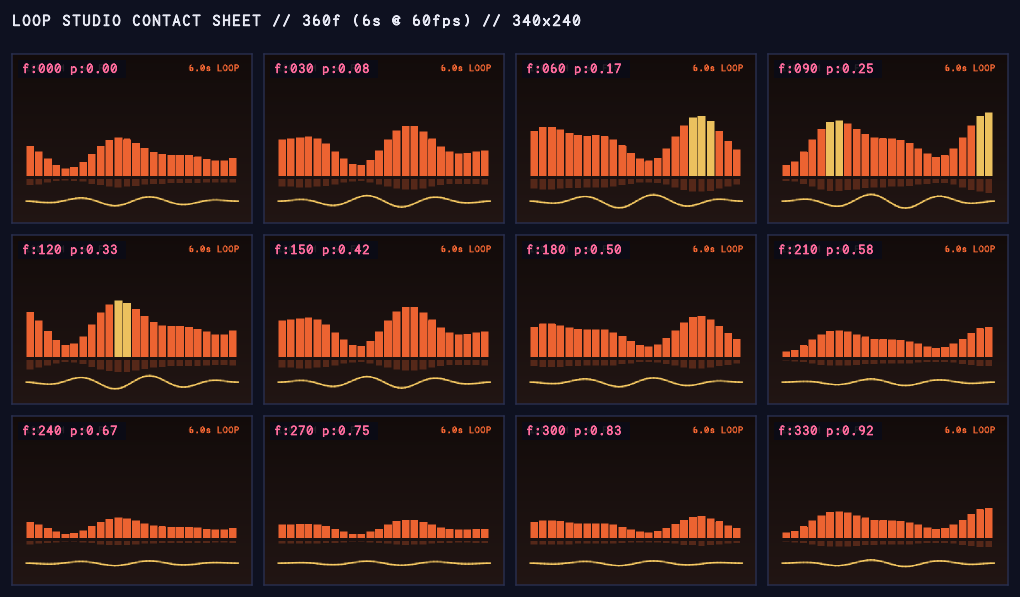 LOOP STUDIO CONTACT SHEET // 360f (6s @ 60fps) // 340x240
f:000 p:0.00 6.0s LOOP
f:030 p:0.08 6.0s LOOP
f:060 p:0.17 6.0s LOOP
f:090 p:0.25 6.0s LOOP
f:120 p:0.33 6.0s LOOP
f:150 p:0.42 6.0s LOOP
f:180 p:0.50 6.0s LOOP
f:210 p:0.58 6.0s LOOP
f:240 p:0.67 6.0s LOOP
f:270 p:0.75 6.0s LOOP
f:300 p:0.83 6.0s LOOP
f:330 p:0.92 6.0s LOOP